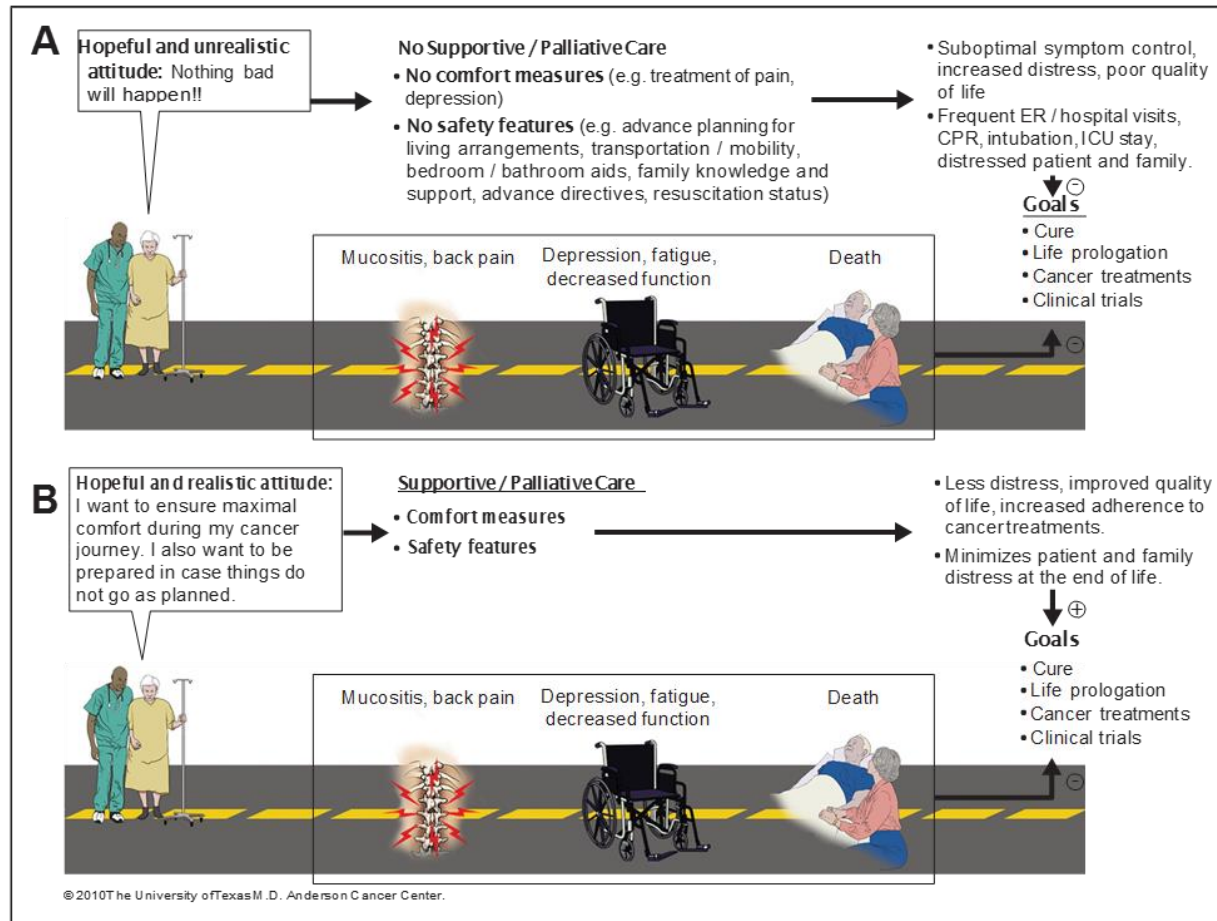 A
Hopeful and unrealistic
attitude: Nothing bad
will happen!!
No Supportive / Palliative Care
• No comfort measures (e.g. treatment of pain,
depression)
• No safety features (e.g. advance planning for
living arrangements, transportation / mobility,
bedroom / bathroom aids, family knowledge and
support, advance directives, resuscitation status)
• Suboptimal symptom control,
increased distress, poor quality
of life
• Frequent ER / hospital visits,
CPR, intubation, ICU stay,
distressed patient and family.
−
Goals
• Cure
• Life prologation
• Cancer treatments
• Clinical trials
−
Mucositis, back pain
Depression, fatigue,
decreased function
Death
B
Hopeful and realistic attitude:
I want to ensure maximal
comfort during my cancer
journey. I also want to be
prepared in case things do
not go as planned.
Supportive / Palliative Care
• Comfort measures
• Safety features
• Less distress, improved quality
of life, increased adherence to
cancer treatments.
• Minimizes patient and family
distress at the end of life.
+
Goals
• Cure
• Life prologation
• Cancer treatments
• Clinical trials
−
Mucositis, back pain
Depression, fatigue,
decreased function
Death
© 2010 The University of Texas M.D. Anderson Cancer Center.